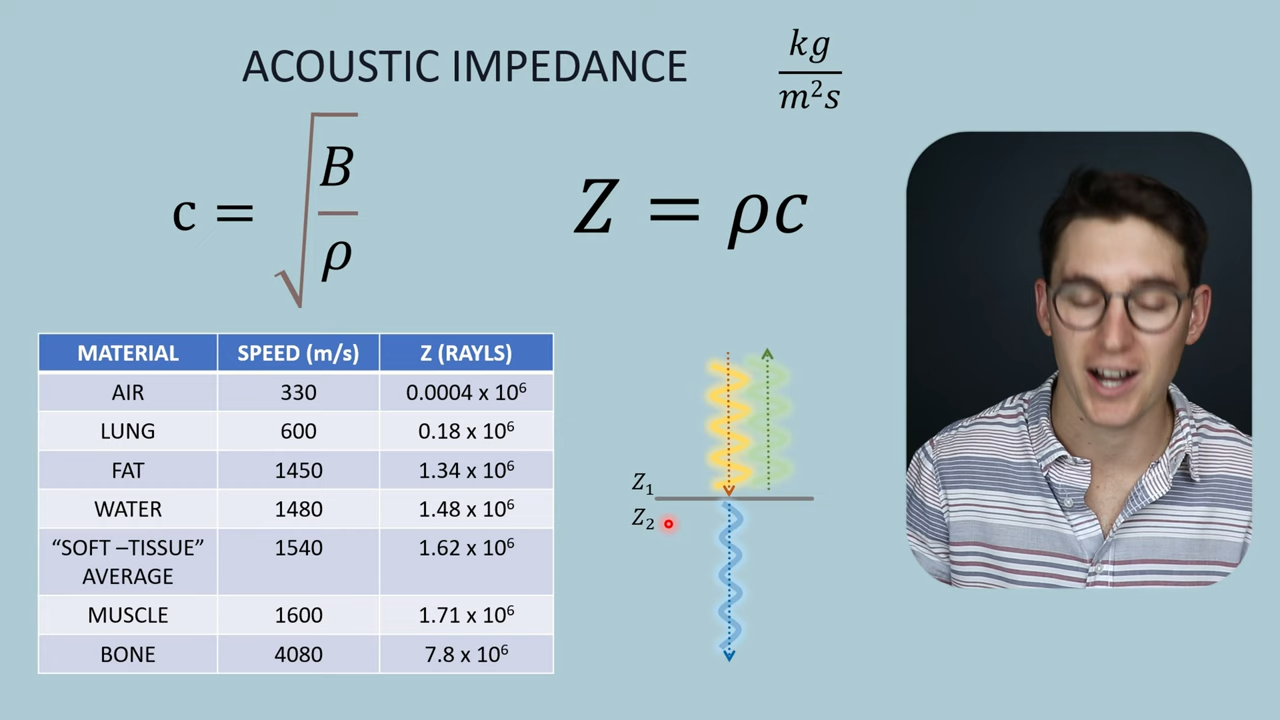 ACOUSTIC IMPEDANCE
kg
m²s
c = √
B
ρ
Z = ρc
MATERIAL SPEED (m/s) Z (RAYLS)
AIR 330 0.0004 x 10⁶
LUNG 600 0.18 x 10⁶
FAT 1450 1.34 x 10⁶
WATER 1480 1.48 x 10⁶
“SOFT –TISSUE” 1540 1.62 x 10⁶
AVERAGE
MUSCLE 1600 1.71 x 10⁶
BONE 4080 7.8 x 10⁶
Z₁
Z₂